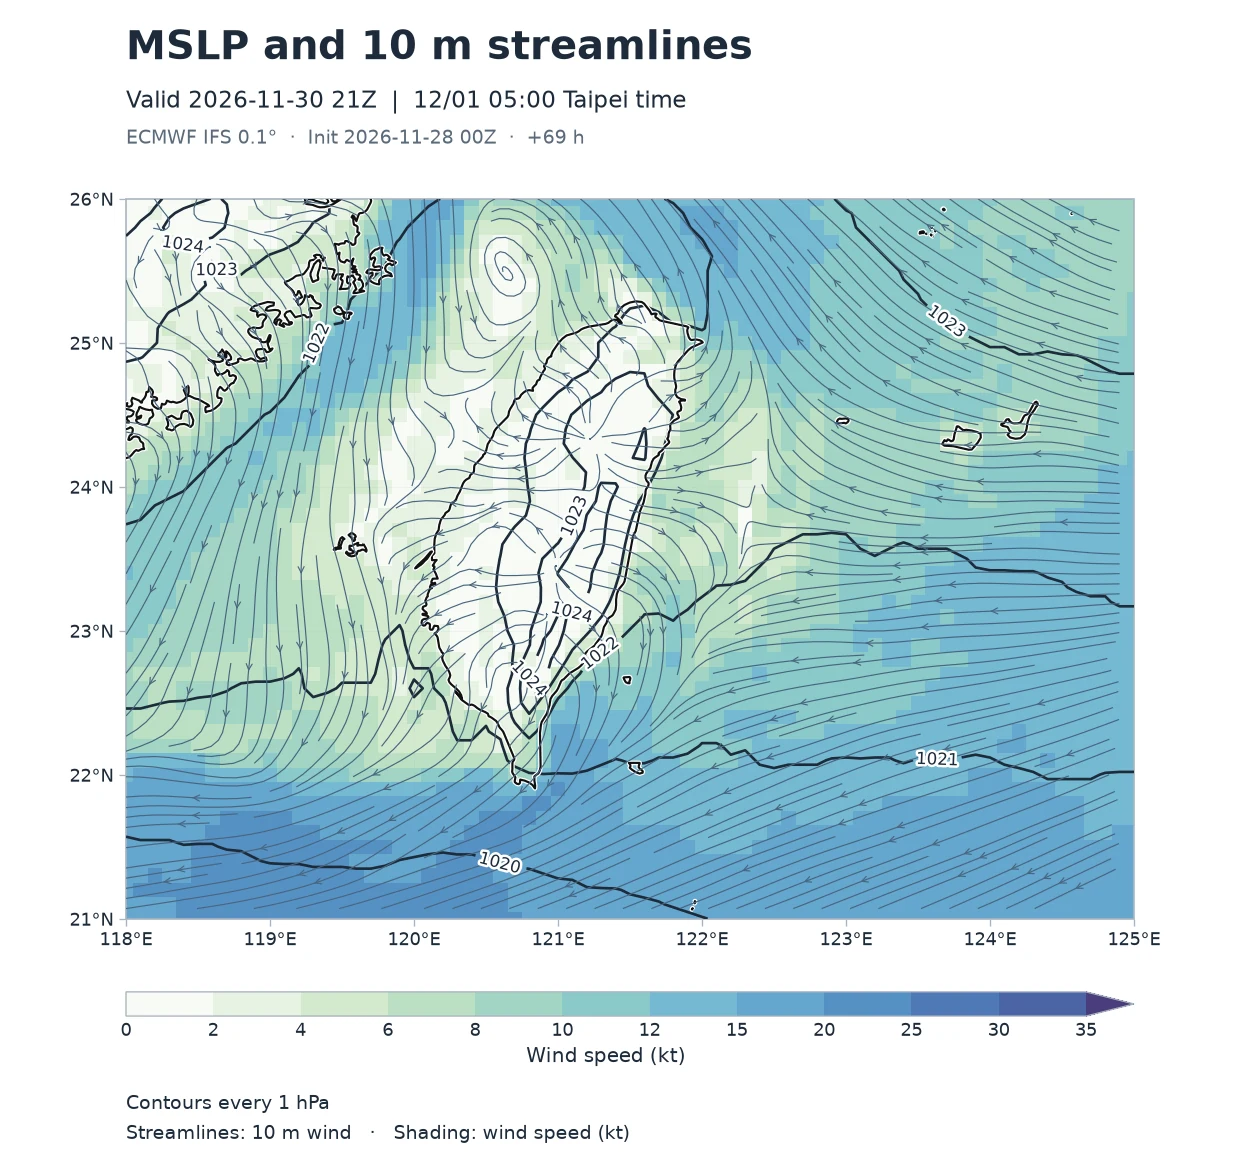 MSLP and 10 m streamlines
Valid 2026-11-30 21Z | 12/01 05:00 Taipei time
ECMWF IFS 0.1° · Init 2026-11-28 00Z · +69 h
26°N
1024
1023
1022
1023
25°N
24°N
1023
1024
23°N
1022
1024
22°N
1021
1020
21°N
118°E 119°E 120°E 121°E 122°E 123°E 124°E 125°E
0 2 4 6 8 10 12 15 20 25 30 35
Wind speed (kt)
Contours every 1 hPa
Streamlines: 10 m wind · Shading: wind speed (kt)